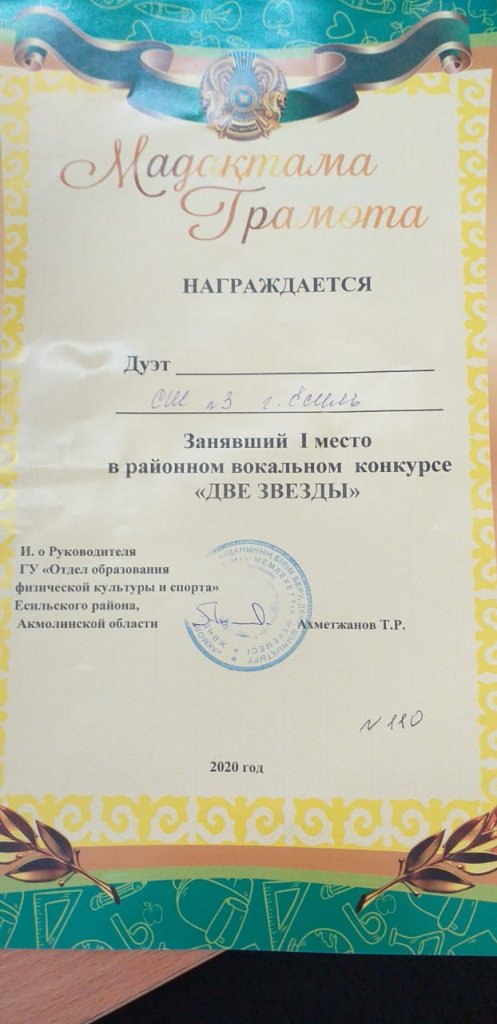 Мадақтама
Грамота
НАГРАЖДАЕТСЯ
Дуэт
СШ №3 г. Есиль
Занявший I место
в районном вокальном конкурсе
«ДВЕ ЗВЕЗДЫ»
И. о Руководителя
ГУ «Отдел образования
физической культуры и спорта»
Есильского района,
Акмолинской области
Ахметжанов Т.Р.
N 110
2020 год